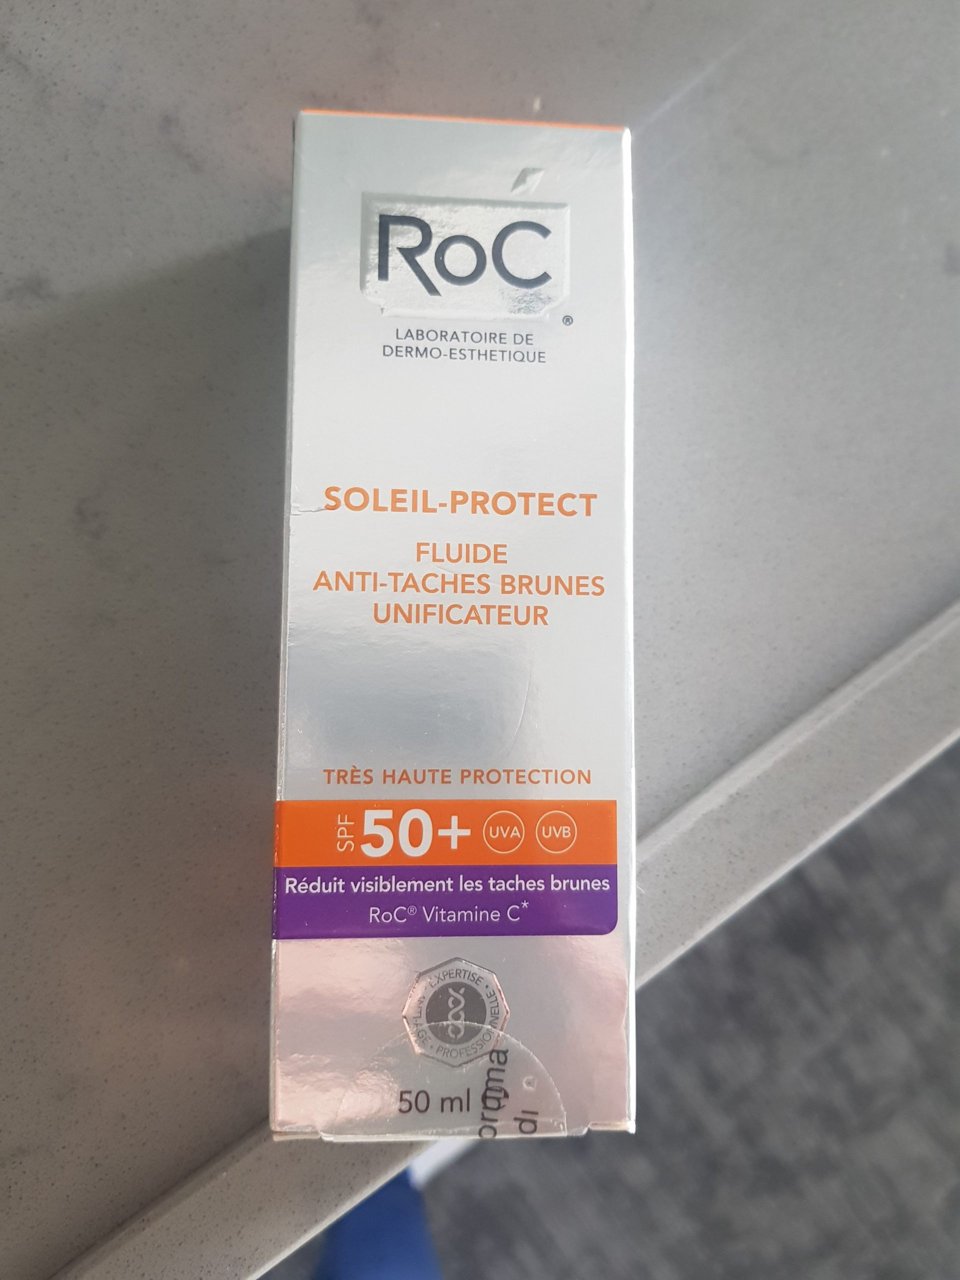 RoC
®
LABORATOIRE DE
DERMO-ESTHETIQUE
SOLEIL-PROTECT
FLUIDE
ANTI-TACHES BRUNES
UNIFICATEUR
TRÈS HAUTE PROTECTION
SPF 50+ UVA UVB
Réduit visiblement les taches brunes
RoC® Vitamine C*
EXPERTISE
PROFESSIONNELLE
50 ml